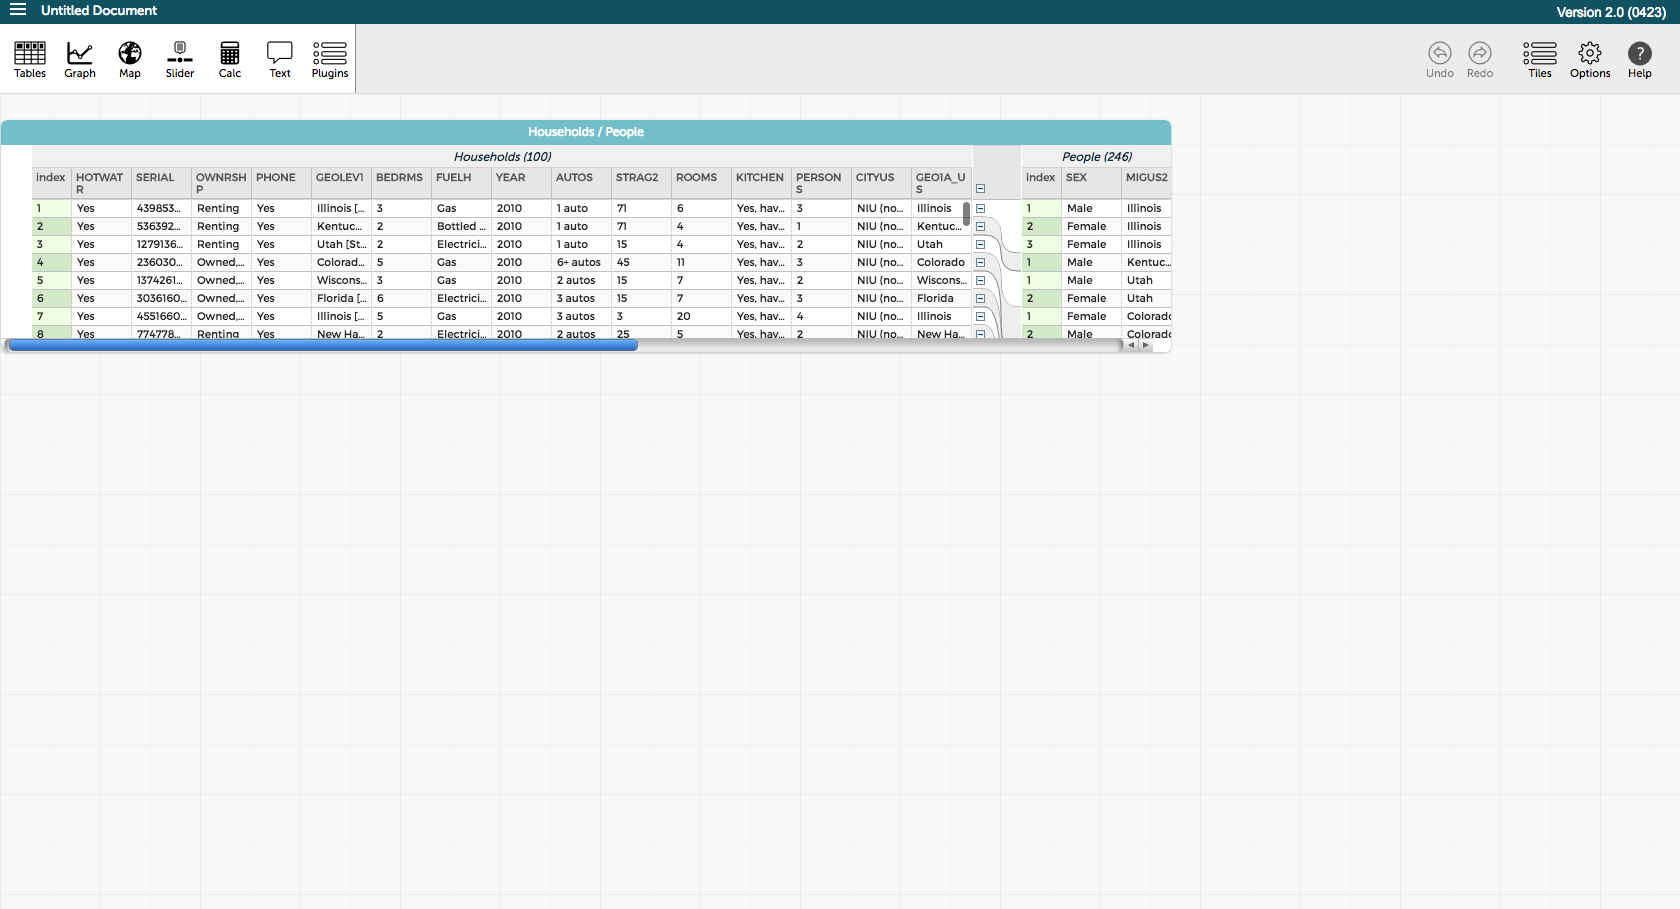 Untitled Document
Version 2.0 (0423)
Tables Graph Map Slider Calc Text Plugins
Undo Redo Tiles Options Help
Households / People
Households (100) People (246)
index HOTWATR SERIAL OWNRSHP PHONE GEOLEV1 BEDRMS FUELH YEAR AUTOS STRAG2 ROOMS KITCHEN PERSONS CITYUS GEO1A_US index SEX MIGUS2
1 Yes 439853... Renting Yes Illinois [... 3 Gas 2010 1 auto 71 6 Yes, hav... 3 NIU (no... Illinois 1 Male Illinois
2 Yes 536392... Renting Yes Kentuc... 2 Bottled ... 2010 1 auto 71 4 Yes, hav... 1 NIU (no... Kentuc... 2 Female Illinois
3 Yes 1279136... Renting Yes Utah [St... 2 Electrici... 2010 1 auto 15 4 Yes, hav... 2 NIU (no... Utah 3 Female Illinois
4 Yes 236030... Owned,... Yes Colorad... 5 Gas 2010 6+ autos 45 11 Yes, hav... 3 NIU (no... Colorado 1 Male Kentuc...
5 Yes 1374261... Owned,... Yes Wiscons... 3 Gas 2010 2 autos 15 7 Yes, hav... 2 NIU (no... Wiscons... 1 Male Utah
6 Yes 3036160... Owned,... Yes Florida [... 6 Electrici... 2010 3 autos 15 7 Yes, hav... 3 NIU (no... Florida 2 Female Utah
7 Yes 4551660... Owned,... Yes Illinois [... 5 Gas 2010 3 autos 3 20 Yes, hav... 4 NIU (no... Illinois 1 Female Colorado
8 Yes 774778... Renting Yes New Ha... 2 Electrici... 2010 2 autos 25 5 Yes, hav... 2 NIU (no... New Ha... 2 Male Colorado